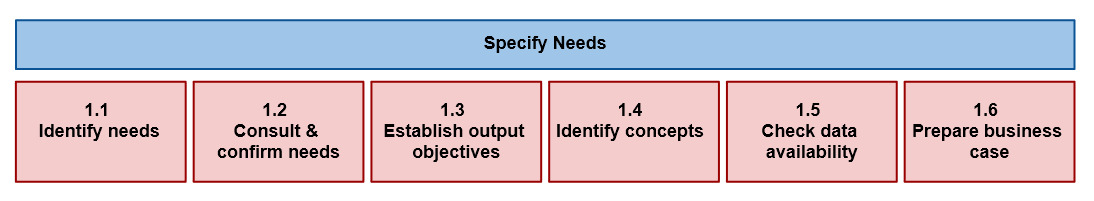 Specify Needs
1.1
Identify needs
1.2
Consult &
confirm needs
1.3
Establish output
objectives
1.4
Identify concepts
1.5
Check data
availability
1.6
Prepare business
case